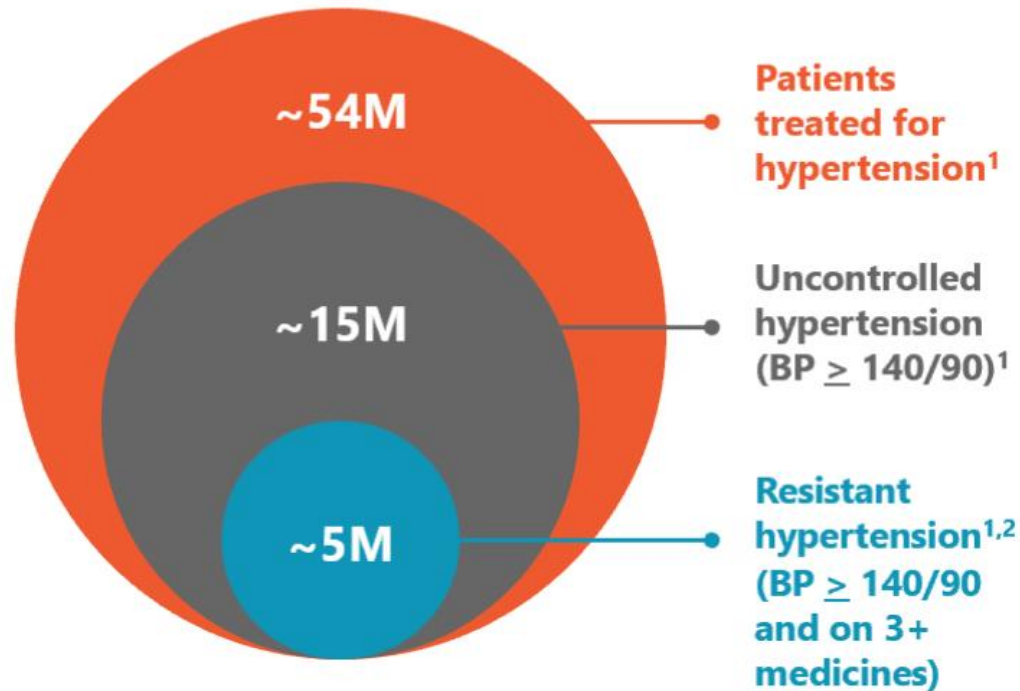 ~54M
Patients
treated for
hypertension¹
~15M
Uncontrolled
hypertension
(BP ≥ 140/90)¹
~5M
Resistant
hypertension¹,²
(BP ≥ 140/90
and on 3+
medicines)